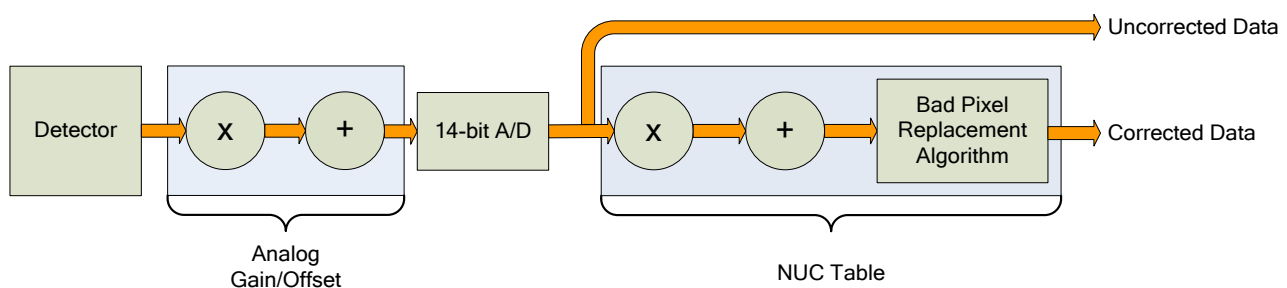 Uncorrected Data
Detector
x
+
14-bit A/D
x
+
Bad Pixel
Replacement
Algorithm
Corrected Data
Analog
Gain/Offset
NUC Table